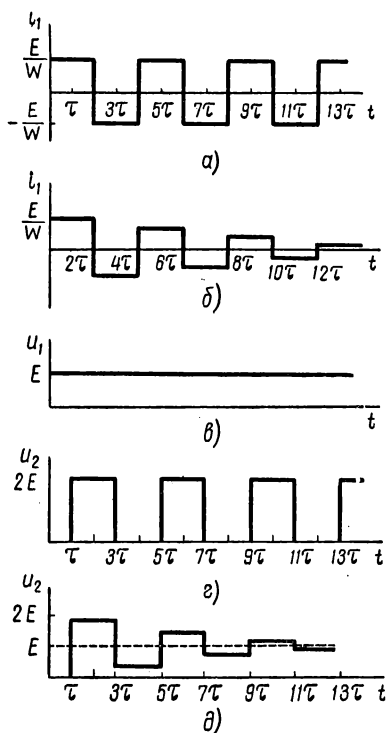 i₁
E/W
τ 3τ 5τ 7τ 9τ 11τ 13τ t
-E/W
а)
i₁
E/W
2τ 4τ 6τ 8τ 10τ 12τ t
б)
u₁
E
t
в)
u₂
2E
τ 3τ 5τ 7τ 9τ 11τ 13τ t
г)
u₂
2E
E
τ 3τ 5τ 7τ 9τ 11τ 13τ t
д)